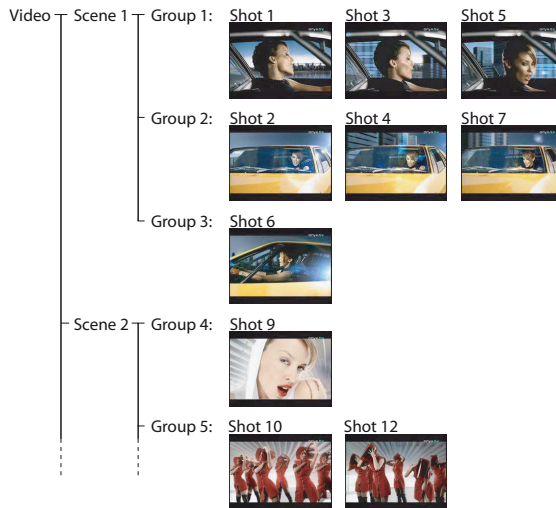 Video Scene 1 Group 1: Shot 1 Shot 3 Shot 5
Group 2: Shot 2 Shot 4 Shot 7
Group 3: Shot 6
Scene 2 Group 4: Shot 9
Group 5: Shot 10 Shot 12